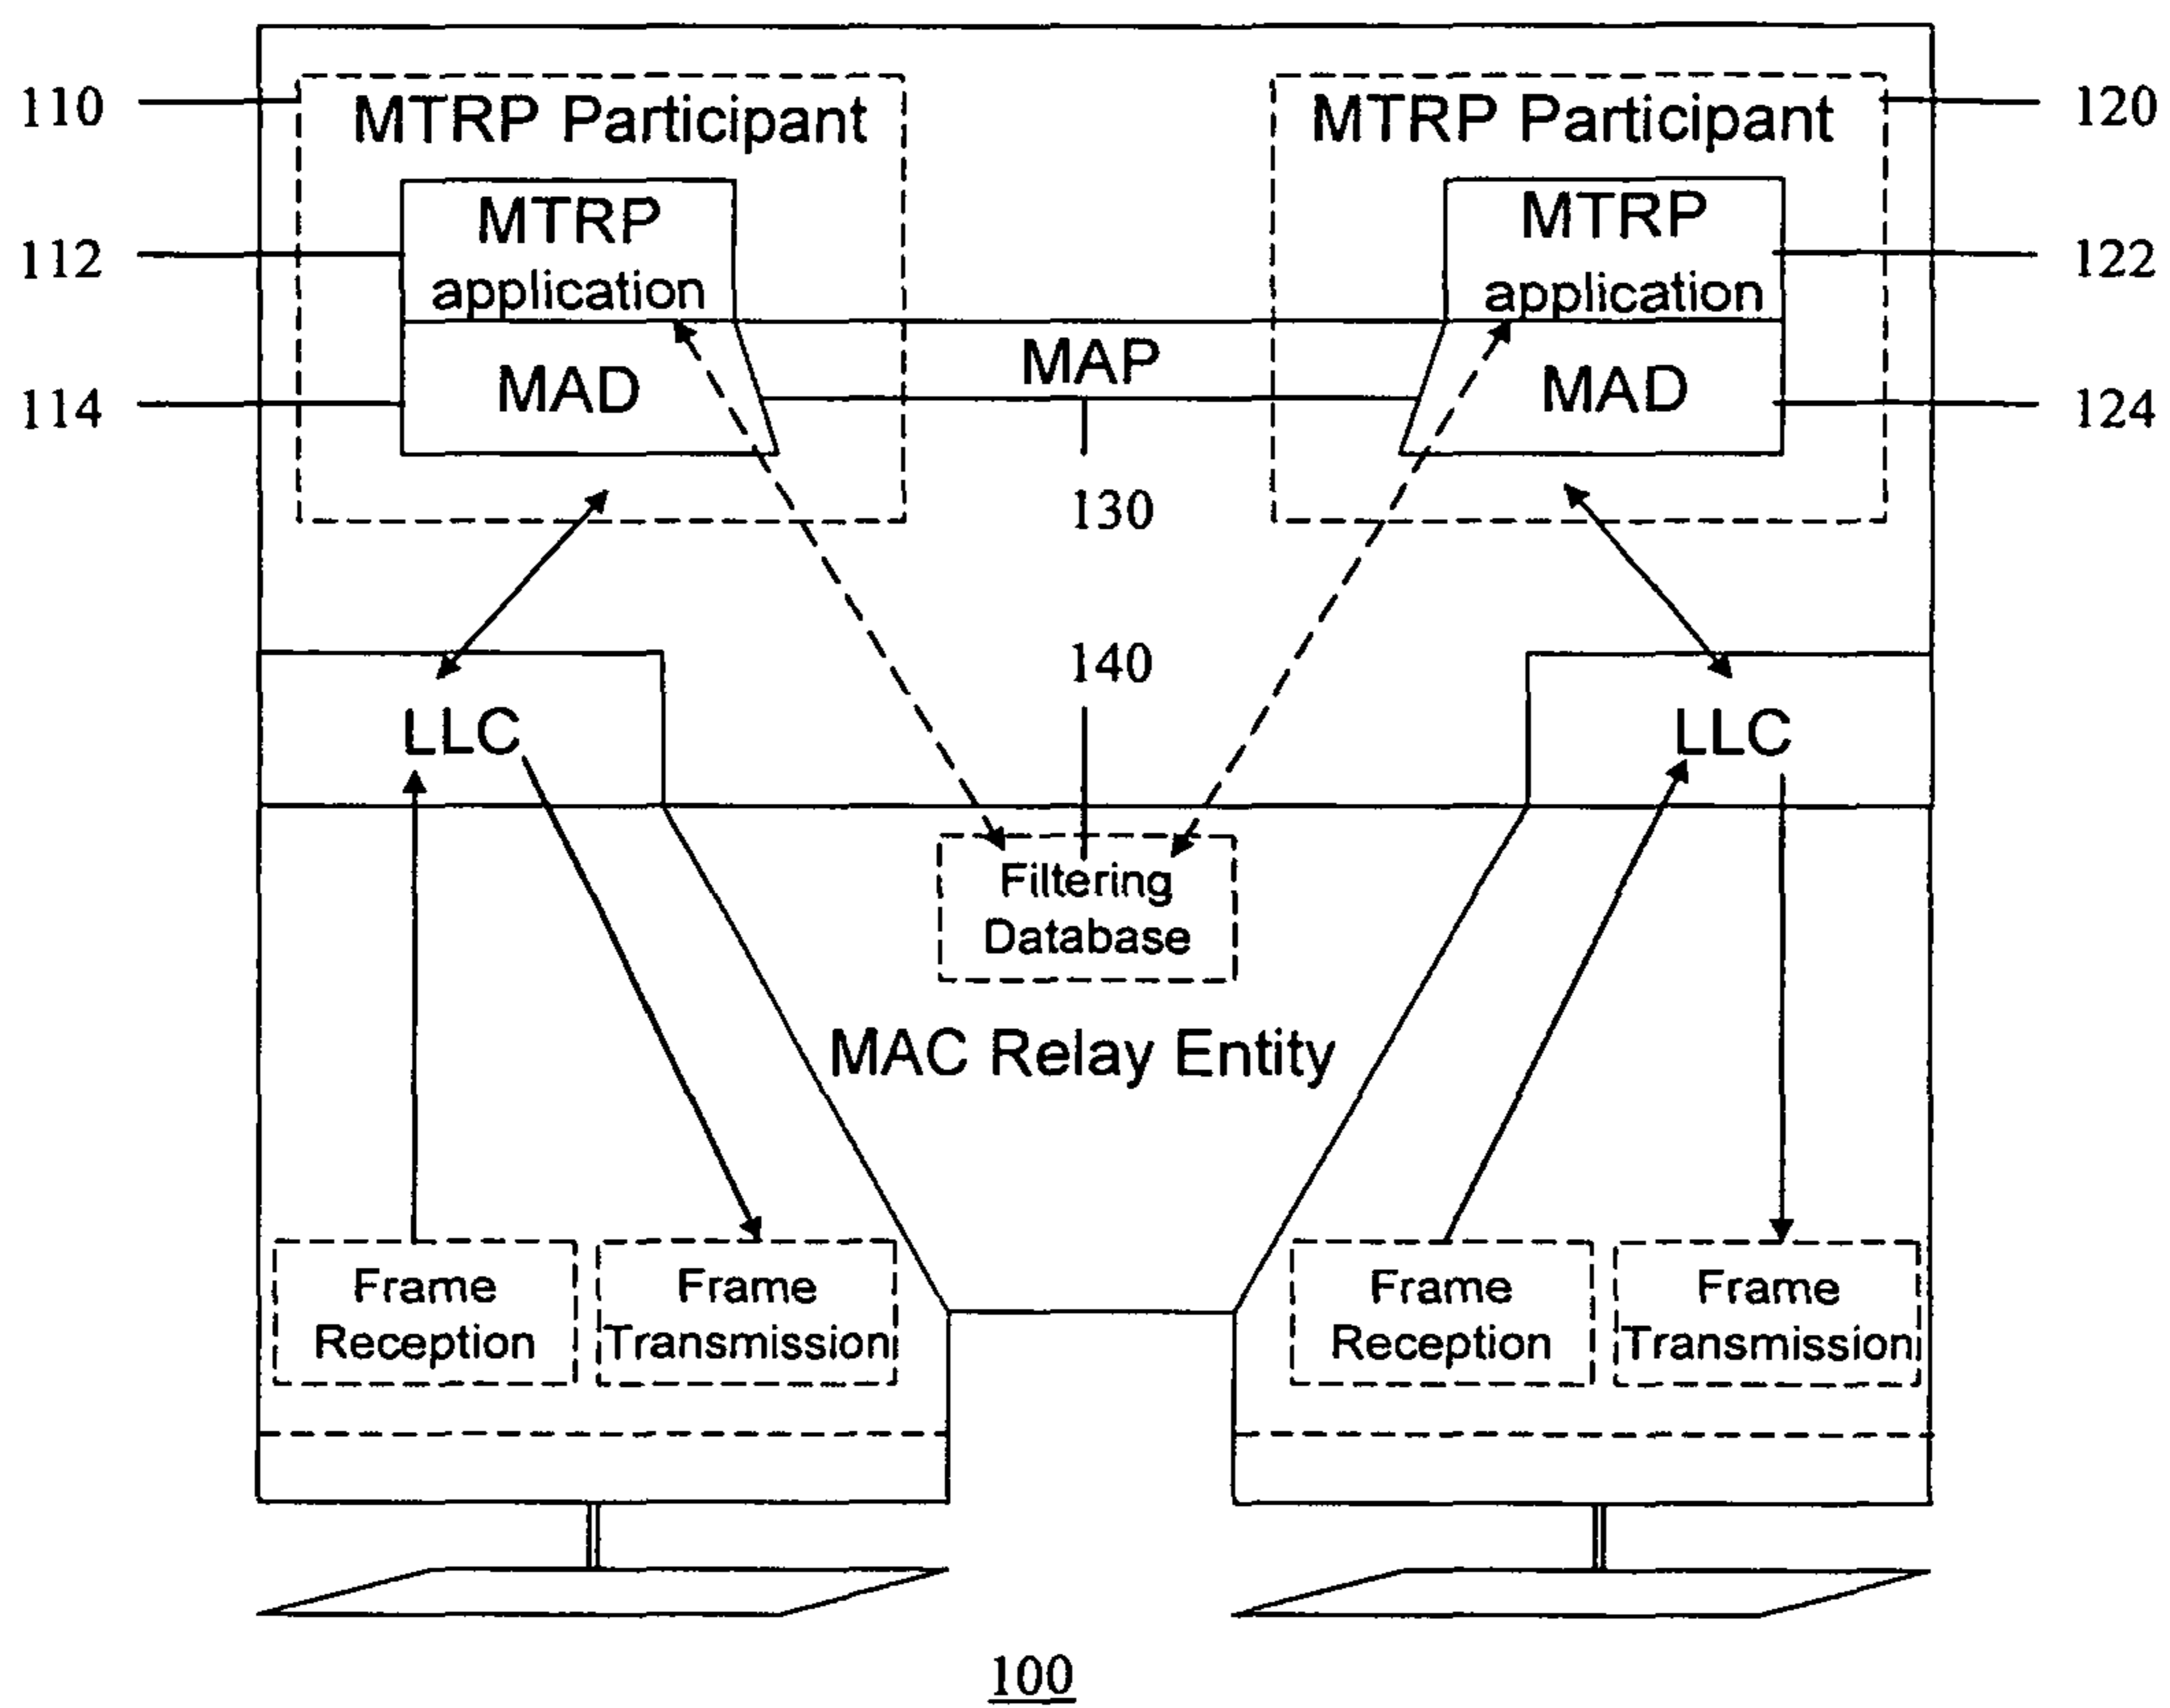 110
MTRP Participant
MTRP Participant
120
112
MTRP
application
MTRP
application
122
114
MAD
MAP
MAD
124
130
140
LLC
LLC
Filtering
Database
MAC Relay Entity
Frame
Reception
Frame
Transmission
Frame
Reception
Frame
Transmission
100